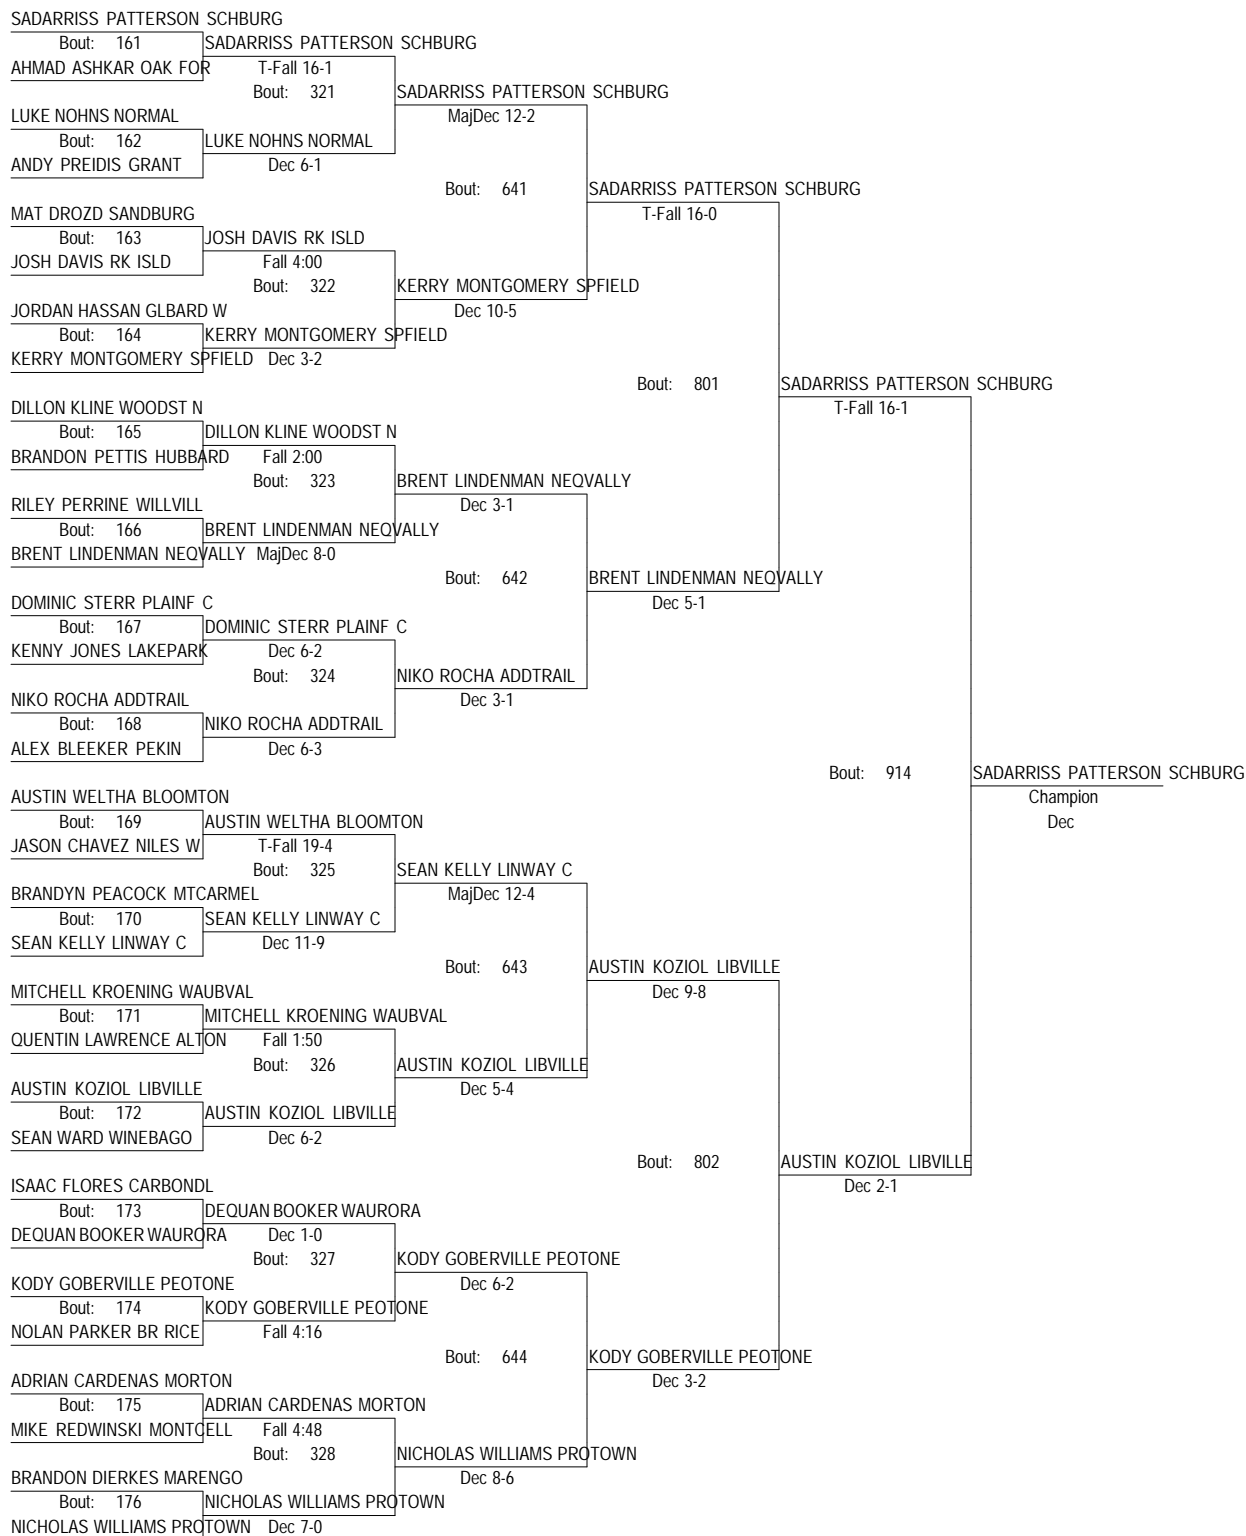 SADARRISS PATTERSON SCHBURG
Bout: 161 SADARRISS PATTERSON SCHBURG
AHMAD ASHKAR OAK FOR T-Fall 16-1
Bout: 321 SADARRISS PATTERSON SCHBURG
LUKE NOHNS NORMAL MajDec 12-2
Bout: 162 LUKE NOHNS NORMAL
ANDY PREIDIS GRANT Dec 6-1
Bout: 641 SADARRISS PATTERSON SCHBURG
MAT DROZD SANDBURG T-Fall 16-0
Bout: 163 JOSH DAVIS RK ISLD
JOSH DAVIS RK ISLD Fall 4:00
Bout: 322 KERRY MONTGOMERY SPFIELD
JORDAN HASSAN GLBARD W Dec 10-5
Bout: 164 KERRY MONTGOMERY SPFIELD
KERRY MONTGOMERY SPFIELD Dec 3-2
Bout: 801 SADARRISS PATTERSON SCHBURG
DILLON KLINE WOODST N T-Fall 16-1
Bout: 165 DILLON KLINE WOODST N
BRANDON PETTIS HUBBARD Fall 2:00
Bout: 323 BRENT LINDENMAN NEQVALLY
RILEY PERRINE WILLVILL Dec 3-1
Bout: 166 BRENT LINDENMAN NEQVALLY
BRENT LINDENMAN NEQVALLY MajDec 8-0
Bout: 642 BRENT LINDENMAN NEQVALLY
DOMINIC STERR PLAINF C Dec 5-1
Bout: 167 DOMINIC STERR PLAINF C
KENNY JONES LAKEPARK Dec 6-2
Bout: 324 NIKO ROCHA ADDTRAIL
NIKO ROCHA ADDTRAIL Dec 3-1
Bout: 168 NIKO ROCHA ADDTRAIL
ALEX BLEEKER PEKIN Dec 6-3
Bout: 914 SADARRISS PATTERSON SCHBURG
AUSTIN WELTHA BLOOMTON Champion
Bout: 169 AUSTIN WELTHA BLOOMTON Dec
JASON CHAVEZ NILES W T-Fall 19-4
Bout: 325 SEAN KELLY LINWAY C
BRANDYN PEACOCK MTCARMEL MajDec 12-4
Bout: 170 SEAN KELLY LINWAY C
SEAN KELLY LINWAY C Dec 11-9
Bout: 643 AUSTIN KOZIOL LIBVILLE
MITCHELL KROENING WAUBVAL Dec 9-8
Bout: 171 MITCHELL KROENING WAUBVAL
QUENTIN LAWRENCE ALTON Fall 1:50
Bout: 326 AUSTIN KOZIOL LIBVILLE
AUSTIN KOZIOL LIBVILLE Dec 5-4
Bout: 172 AUSTIN KOZIOL LIBVILLE
SEAN WARD WINEBAGO Dec 6-2
Bout: 802 AUSTIN KOZIOL LIBVILLE
ISAAC FLORES CARBONDL Dec 2-1
Bout: 173 DEQUAN BOOKER WAURORA
DEQUAN BOOKER WAURORA Dec 1-0
Bout: 327 KODY GOBERVILLE PEOTONE
KODY GOBERVILLE PEOTONE Dec 6-2
Bout: 174 KODY GOBERVILLE PEOTONE
NOLAN PARKER BR RICE Fall 4:16
Bout: 644 KODY GOBERVILLE PEOTONE
ADRIAN CARDENAS MORTON Dec 3-2
Bout: 175 ADRIAN CARDENAS MORTON
MIKE REDWINSKI MONTCELL Fall 4:48
Bout: 328 NICHOLAS WILLIAMS PROTOWN
BRANDON DIERKES MARENGO Dec 8-6
Bout: 176 NICHOLAS WILLIAMS PROTOWN
NICHOLAS WILLIAMS PROTOWN Dec 7-0